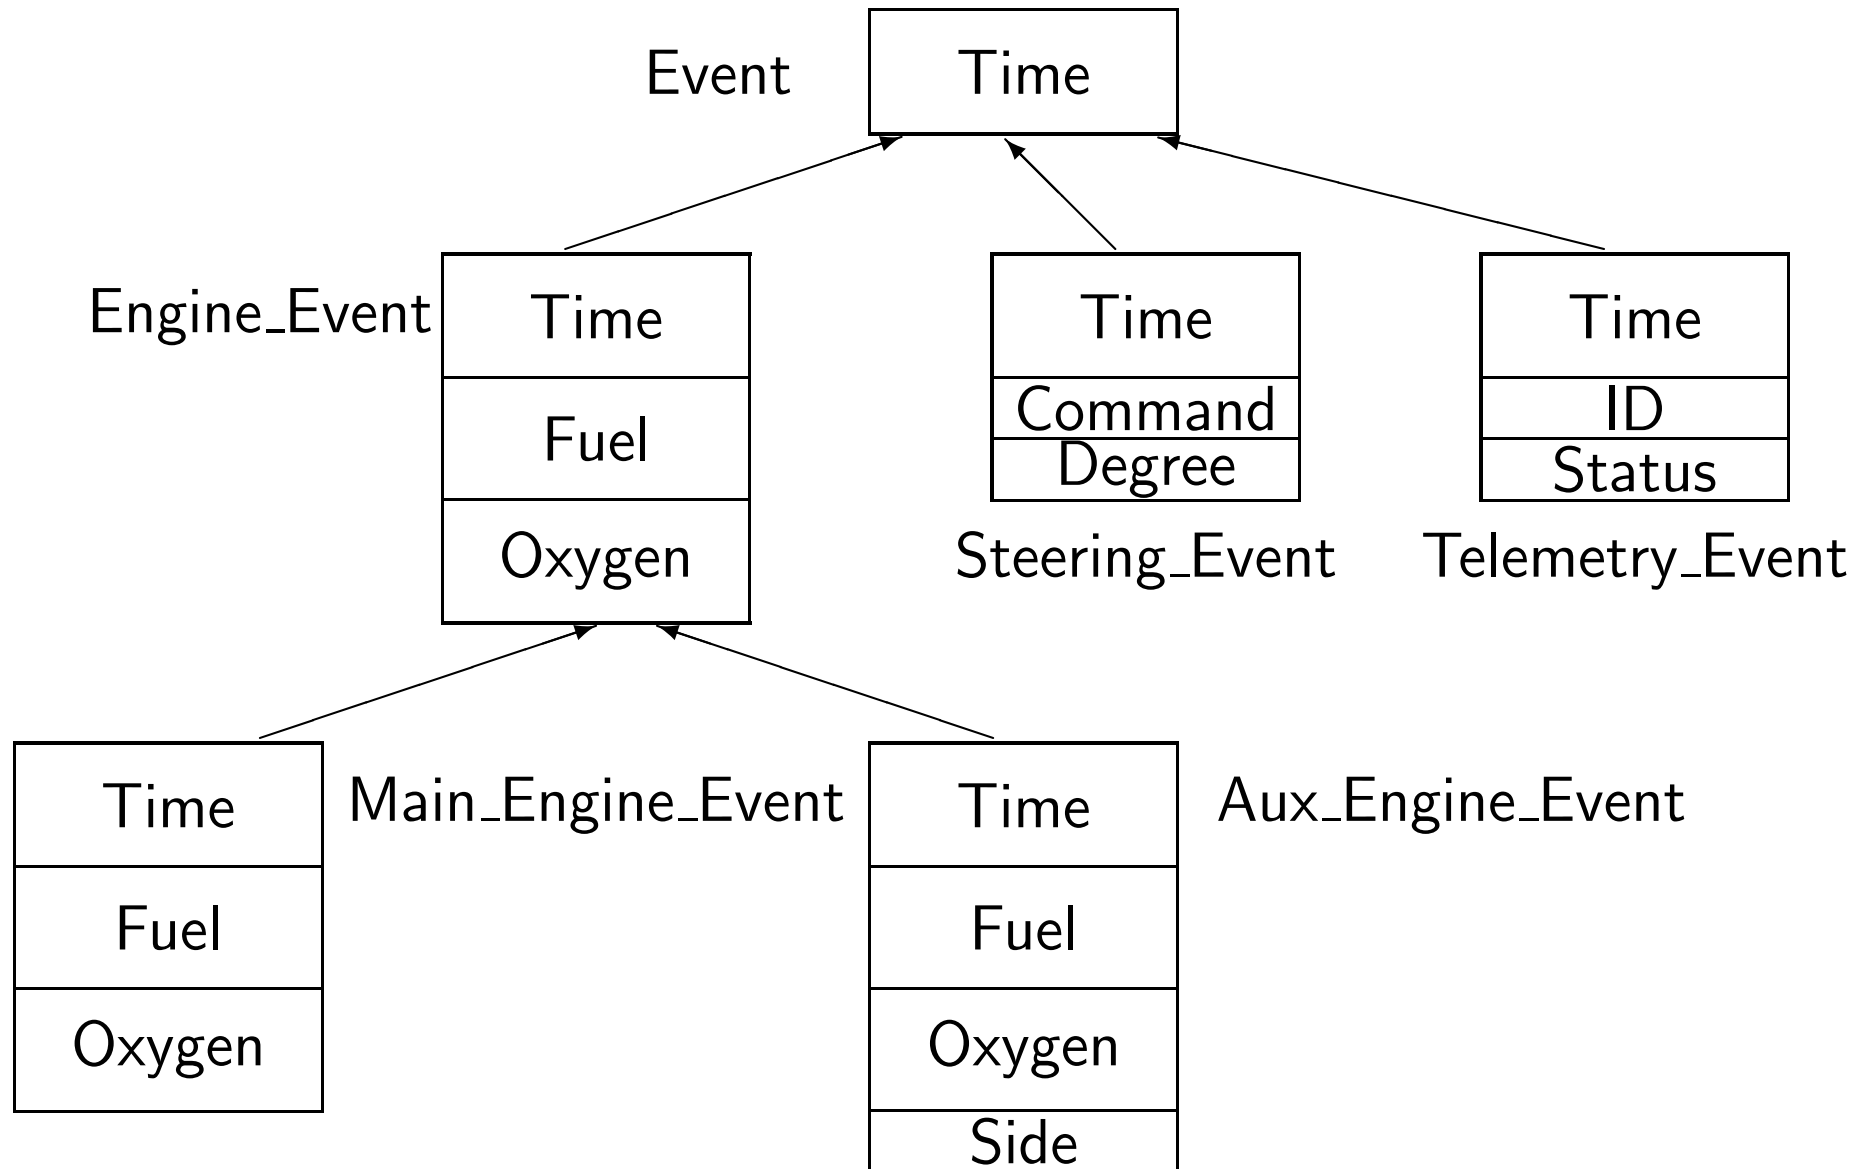 Event
Time
Engine_Event
Time
Fuel
Oxygen
Time
Command
Degree
Steering_Event
Time
ID
Status
Telemetry_Event
Time
Fuel
Oxygen
Main_Engine_Event
Time
Fuel
Oxygen
Side
Aux_Engine_Event